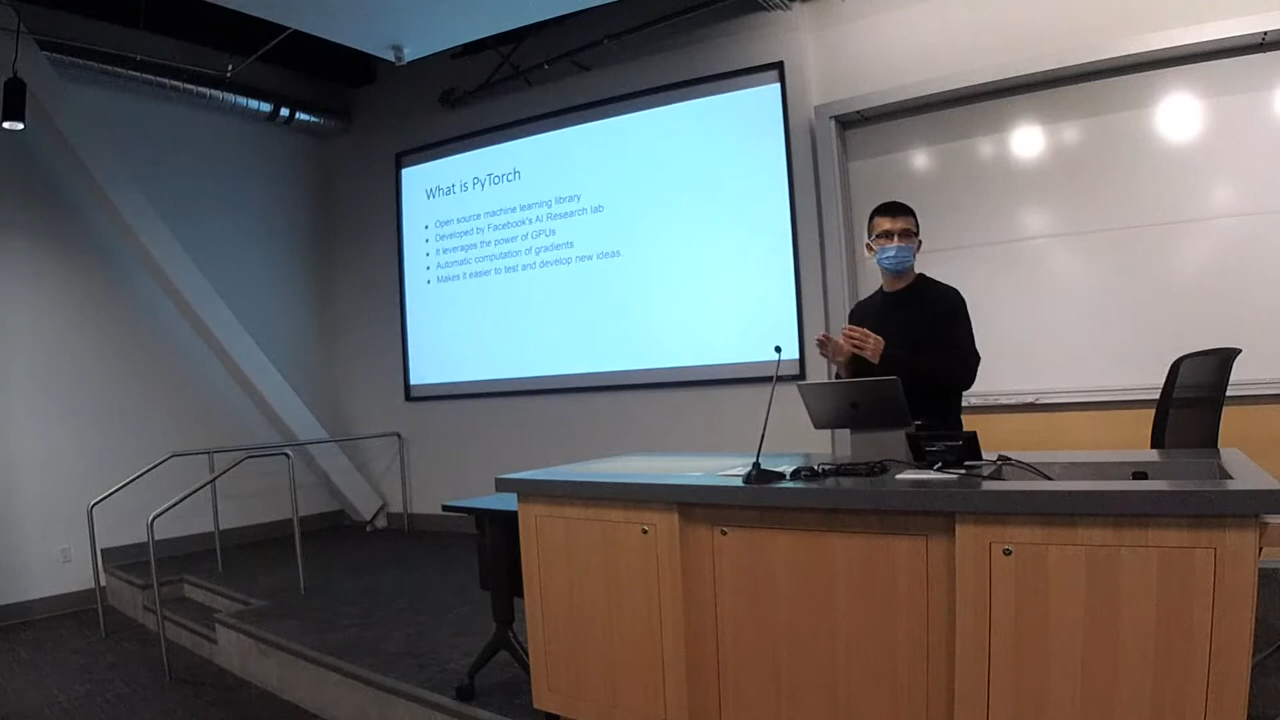 What is PyTorch
• Open source machine learning library
• Developed by Facebook's AI Research lab
• It leverages the power of GPUs
• Automatic computation of gradients
• Makes it easier to test and develop new ideas.